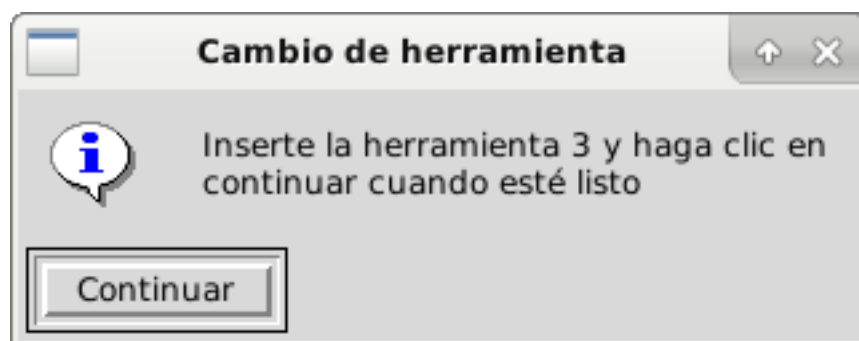 Cambio de herramienta
Inserte la herramienta 3 y haga clic en
continuar cuando esté listo
Continuar